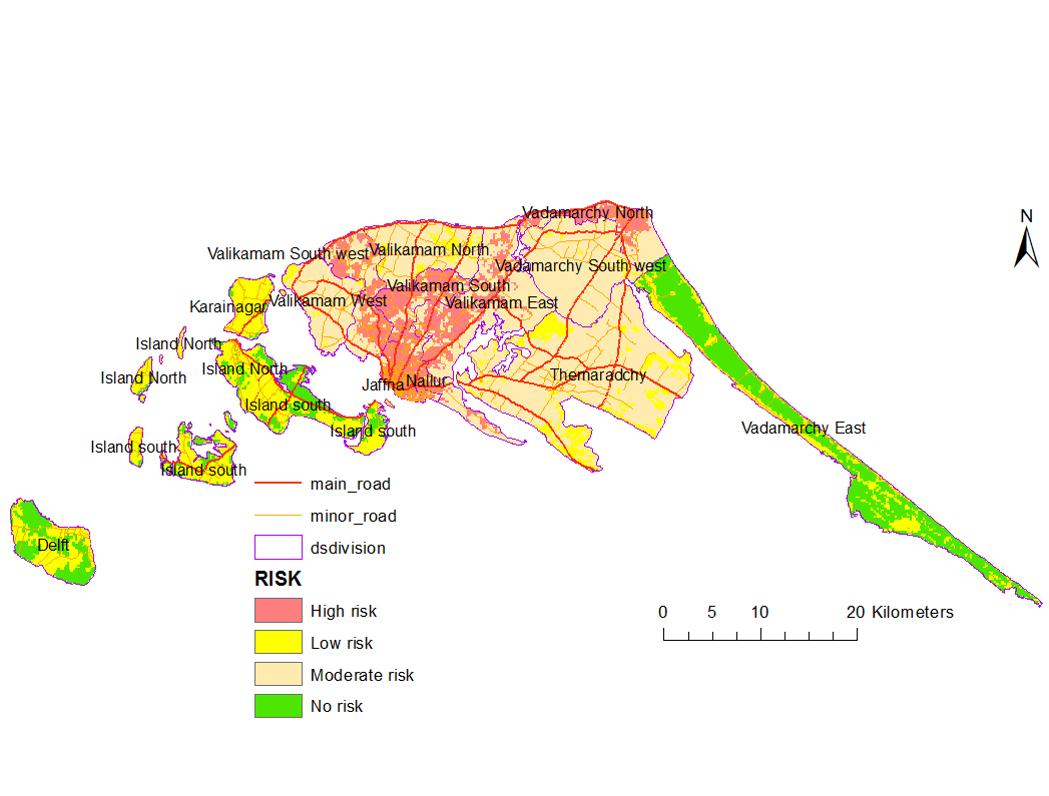 N
Vadamarchy North
Valikamam South west
Valikamam North
Vadamarchy South west
Valikamam South
Karainagar
Valikamam West
Valikamam East
Island North
Island North
Island North
Jaffna
Nallur
Themaradchy
Island south
Island south
Vadamarchy East
Island south
Island south
Delft
main_road
minor_road
dsdivision
RISK
High risk
Low risk
Moderate risk
No risk
0 5 10 20 Kilometers